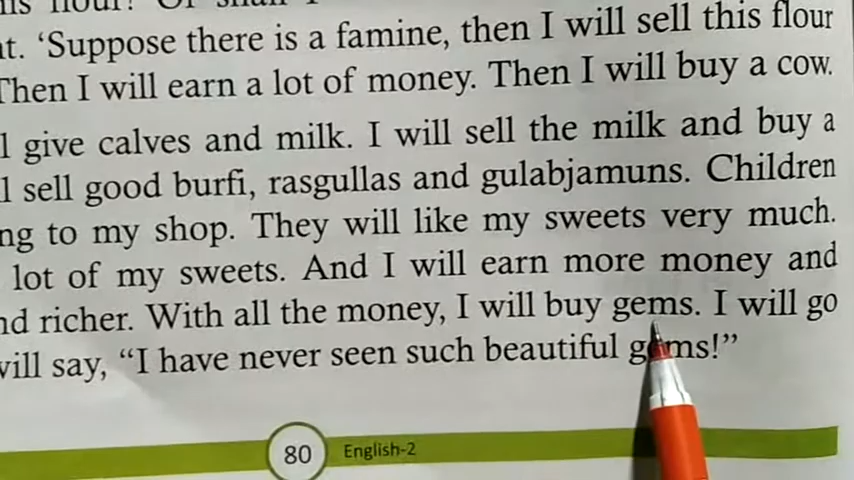 t. ‘Suppose there is a famine, then I will sell this flour
Then I will earn a lot of money. Then I will buy a cow.
l give calves and milk. I will sell the milk and buy a
l sell good burfi, rasgullas and gulabjamuns. Children
ng to my shop. They will like my sweets very much.
lot of my sweets. And I will earn more money and
nd richer. With all the money, I will buy gems. I will go
will say, “I have never seen such beautiful gems!”
80 English-2